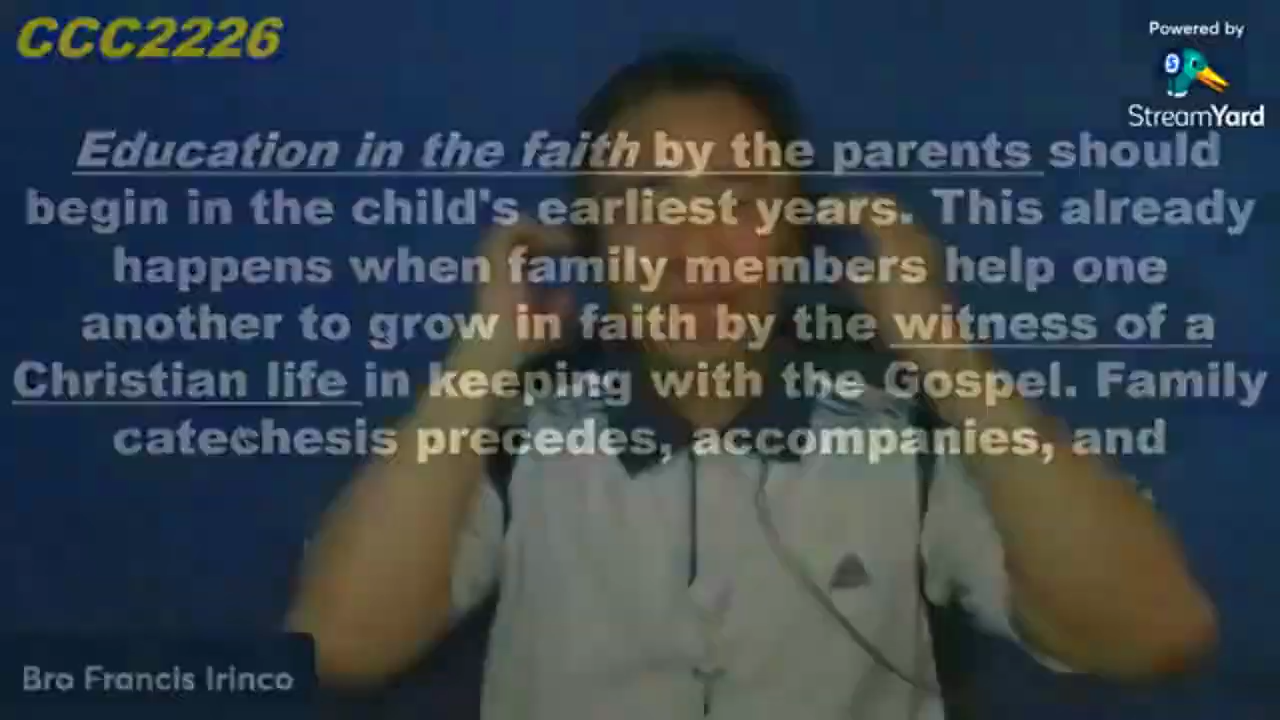 CCC2226
Powered by
StreamYard
Education in the faith by the parents should
begin in the child's earliest years. This already
happens when family members help one
another to grow in faith by the witness of a
Christian life in keeping with the Gospel. Family
catechesis precedes, accompanies, and
Bro Francis Irinco